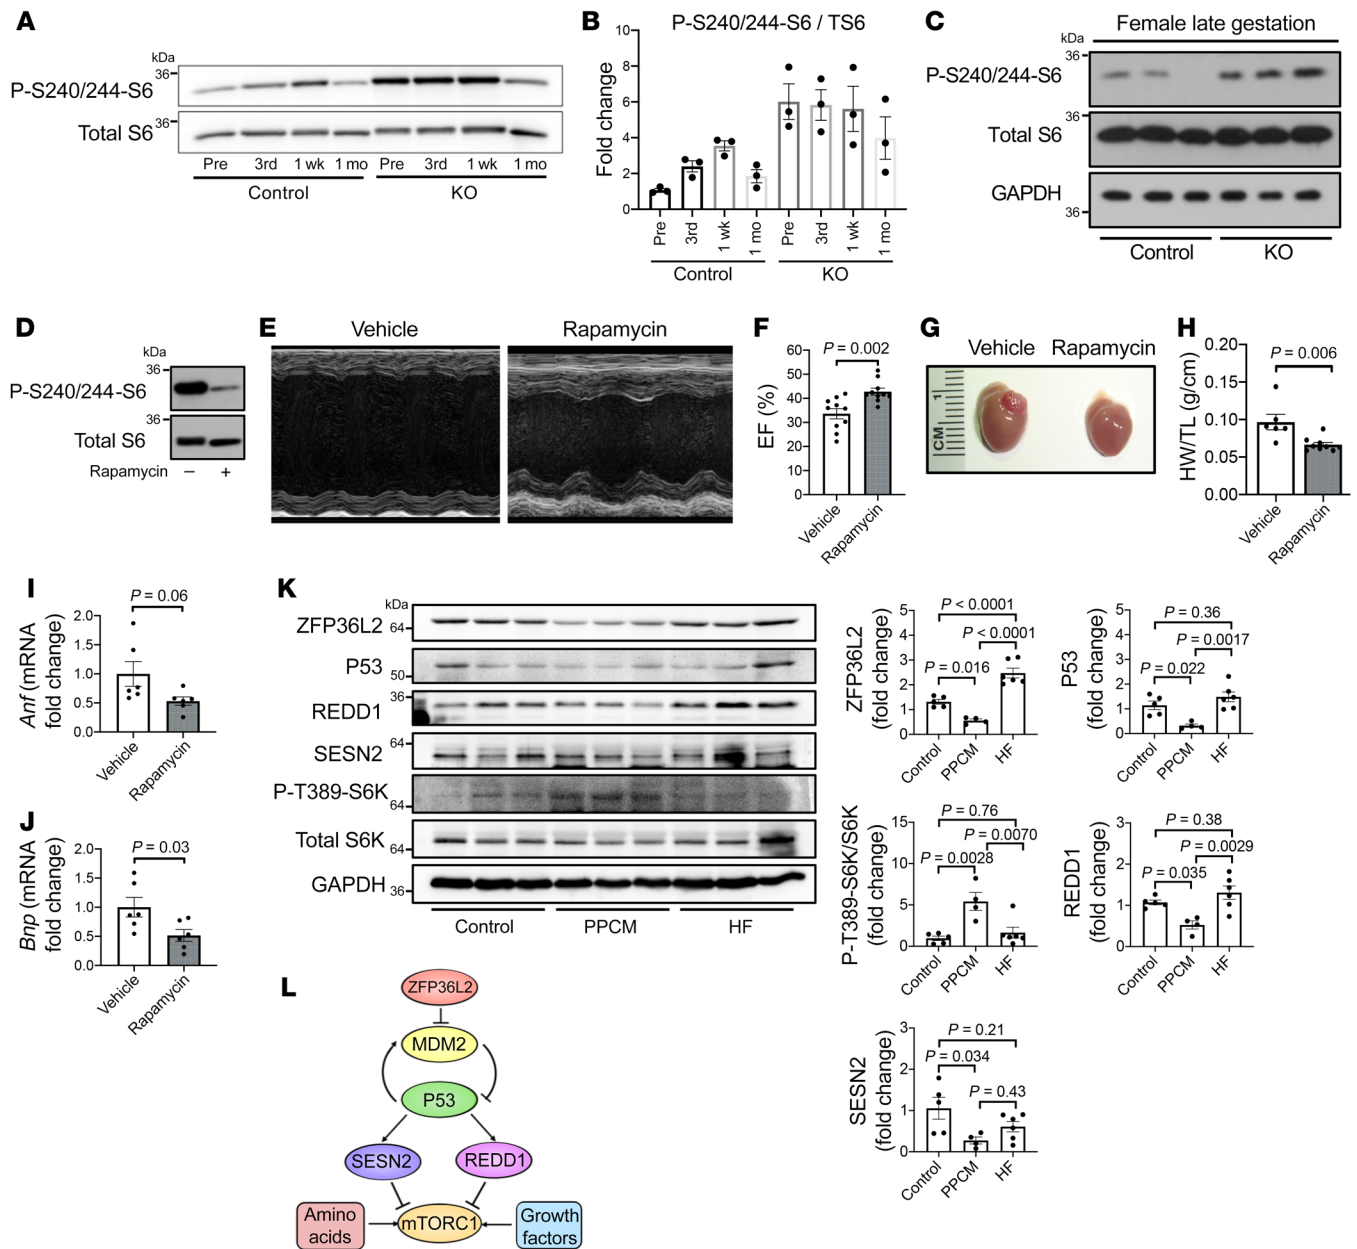 A
kDa
36
P-S240/244-S6
36
Total S6
Pre 3rd 1 wk 1 mo Pre 3rd 1 wk 1 mo
Control KO
B
P-S240/244-S6 / TS6
Fold change
10
8
6
4
2
0
Pre 3rd 1 wk 1 mo Pre 3rd 1 wk 1 mo
Control KO
C
Female late gestation
kDa
36
P-S240/244-S6
36
Total S6
GAPDH
36
Control KO
D
kDa
36
P-S240/244-S6
36
Total S6
Rapamycin – +
E
Vehicle Rapamycin
F
P = 0.002
EF (%)
60
50
40
30
20
10
0
Vehicle
Rapamycin
G
Vehicle Rapamycin
CM 1
H
P = 0.006
HW/TL (g/cm)
0.20
0.15
0.10
0.05
0.00
Vehicle
Rapamycin
I
P = 0.06
Anf (mRNA
fold change)
2.0
1.5
1.0
0.5
0.0
Vehicle
Rapamycin
J
P = 0.03
Bnp (mRNA
fold change)
2.0
1.5
1.0
0.5
0.0
Vehicle
Rapamycin
K
kDa
ZFP36L2
64
P53
50
36
REDD1
64
SESN2
P-T389-S6K
64
Total S6K
64
GAPDH
36
Control PPCM HF
ZFP36L2
(fold change)
5
4
3
2
1
0
P < 0.0001
P < 0.0001
P = 0.016
Control
PPCM
HF
P53
(fold change)
5
4
3
2
1
0
P = 0.36
P = 0.0017
P = 0.022
Control
PPCM
HF
P-T389-S6K/S6K
(fold change)
15
10
5
0
P = 0.76
P = 0.0070
P = 0.0028
Control
PPCM
HF
REDD1
(fold change)
3
2
1
0
P = 0.38
P = 0.0029
P = 0.035
Control
PPCM
HF
SESN2
(fold change)
3
2
1
0
P = 0.21
P = 0.034
P = 0.43
Control
PPCM
HF
L
ZFP36L2
MDM2
P53
SESN2 REDD1
Amino
acids
mTORC1
Growth
factors